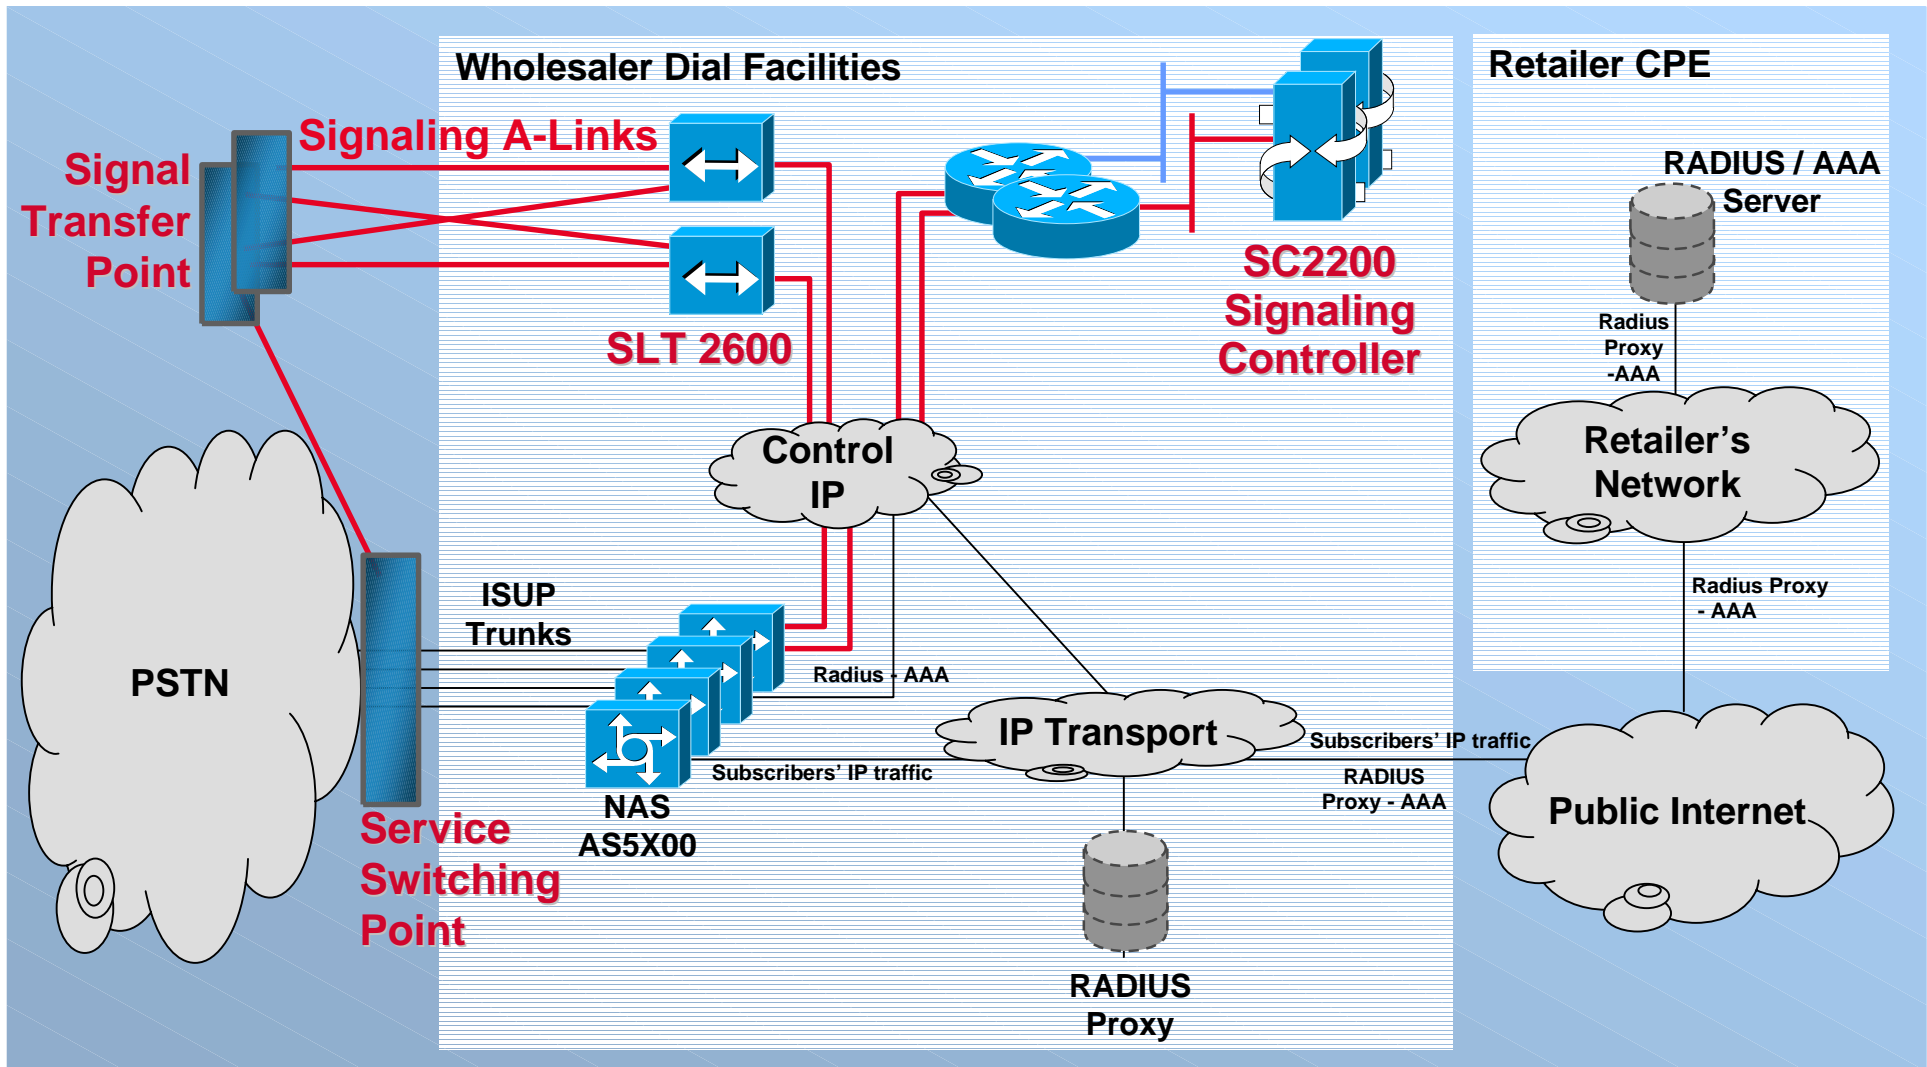 Wholesaler Dial Facilities
Retailer CPE
Signaling A-Links
Signal
Transfer
Point
RADIUS / AAA
Server
SC2200
Signaling
Controller
SLT 2600
Radius
Proxy
-AAA
Control
IP
Retailer’s
Network
ISUP
Trunks
Radius Proxy
- AAA
PSTN
Radius - AAA
IP Transport
Subscribers’ IP traffic
Subscribers’ IP traffic
RADIUS
Proxy - AAA
NAS
AS5X00
Public Internet
Service
Switching
Point
RADIUS
Proxy